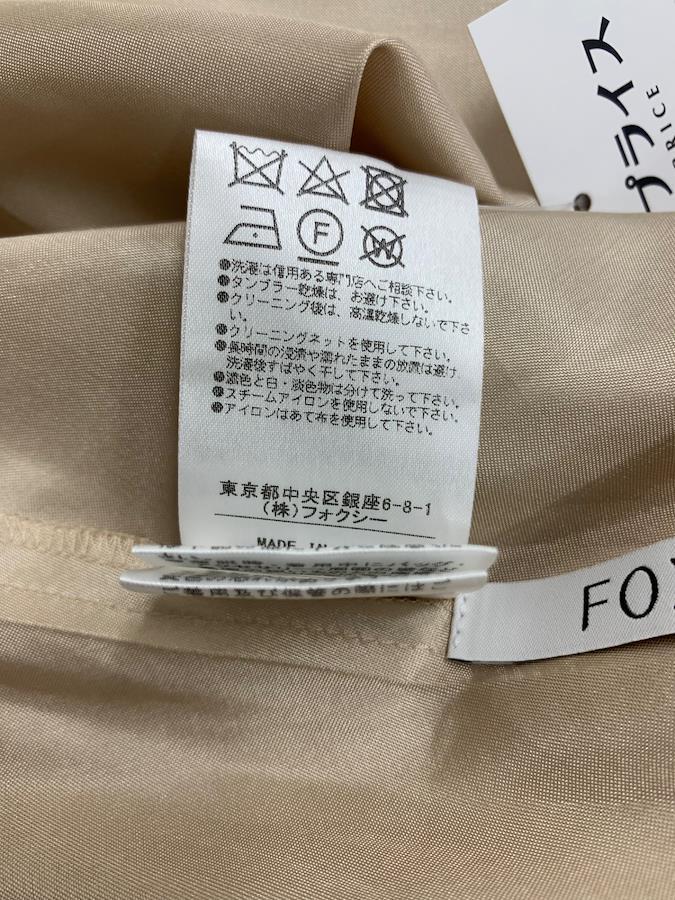 プライス
RICE
F
W
●洗濯は信用ある専門店へご相談下さい。
●タンブラー乾燥は、お避け下さい。
●クリーニング後は、高温乾燥しないで下さ
い。
●クリーニングネットを使用して下さい。
●長時間の浸漬や濡れたままの放置は避け、
洗濯後すばやく干して下さい。
●濃色と白・淡色物は分けて洗って下さい。
●スチームアイロンを使用しないで下さい。
●アイロンはあて布を使用して下さい。
東京都中央区銀座6-8-1
(株)フォクシー
MADE IN
FOX